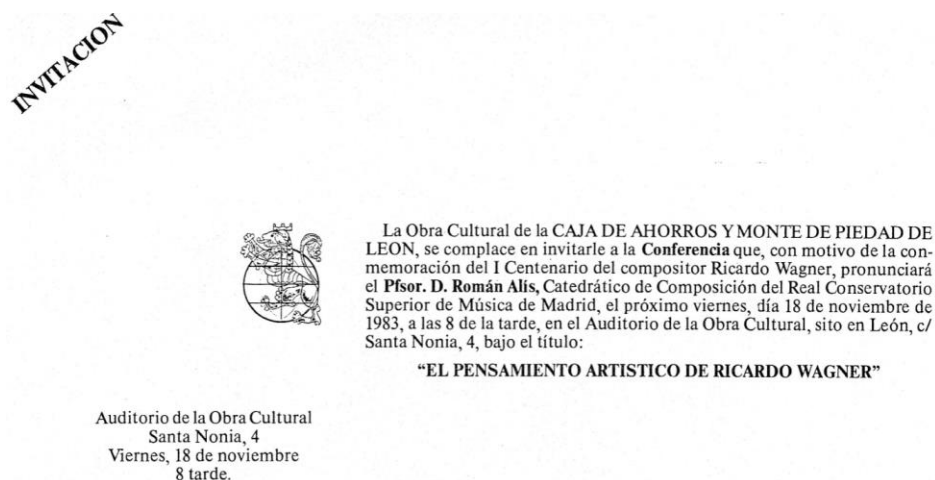 INVITACION
La Obra Cultural de la CAJA DE AHORROS Y MONTE DE PIEDAD DE
LEON, se complace en invitarle a la Conferencia que, con motivo de la con-
memoración del I Centenario del compositor Ricardo Wagner, pronunciará
el Pfsor. D. Román Alís, Catedrático de Composición del Real Conservatorio
Superior de Música de Madrid, el próximo viernes, día 18 de noviembre de
1983, a las 8 de la tarde, en el Auditorio de la Obra Cultural, sito en León, c/
Santa Nonia, 4, bajo el título:
“EL PENSAMIENTO ARTISTICO DE RICARDO WAGNER”
Auditorio de la Obra Cultural
Santa Nonia, 4
Viernes, 18 de noviembre
8 tarde.